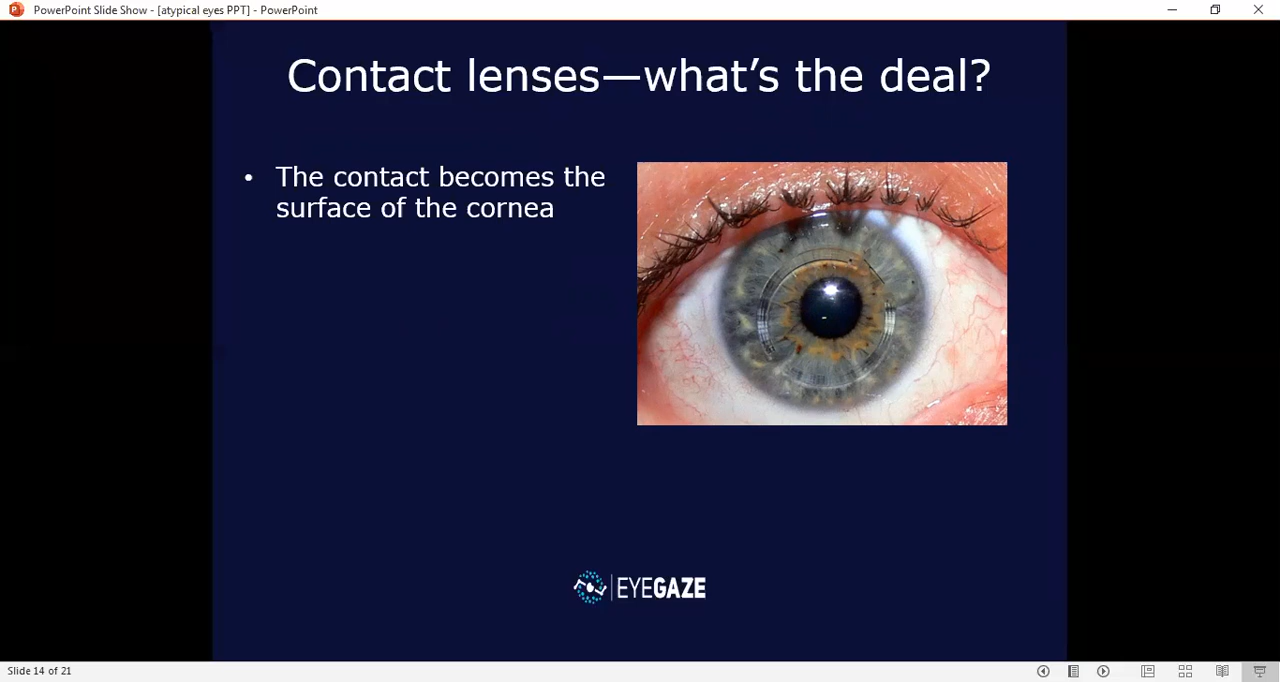 PowerPoint Slide Show - [atypical eyes PPT] - PowerPoint
Contact lenses—what’s the deal?
• The contact becomes the
surface of the cornea
EYEGAZE
Slide 14 of 21